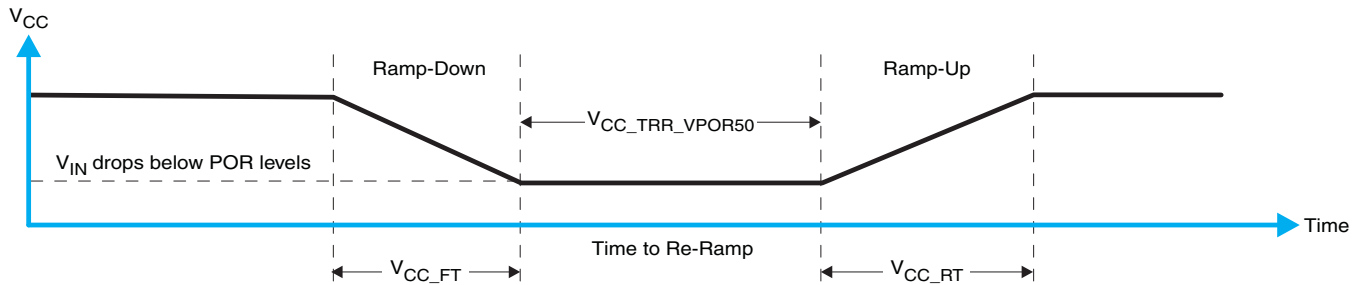 VCC
Ramp-Down
Ramp-Up
VCC_TRR_VPOR50
VIN drops below POR levels
Time
Time to Re-Ramp
VCC_FT
VCC_RT